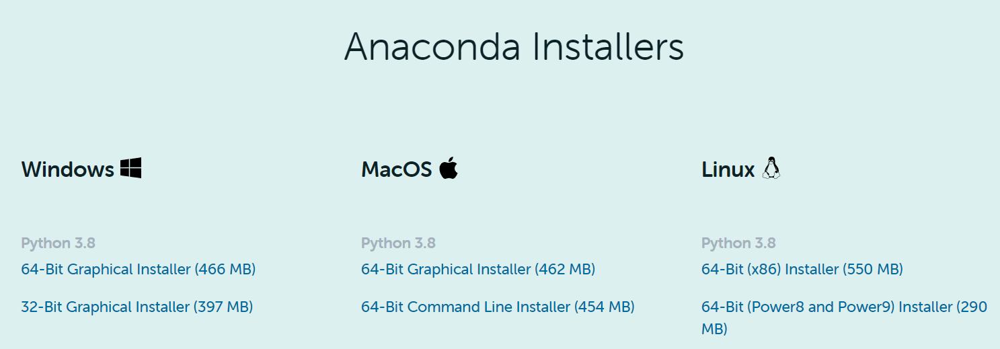 Anaconda Installers
Windows
Python 3.8
64-Bit Graphical Installer (466 MB)
32-Bit Graphical Installer (397 MB)
MacOS
Python 3.8
64-Bit Graphical Installer (462 MB)
64-Bit Command Line Installer (454 MB)
Linux
Python 3.8
64-Bit (x86) Installer (550 MB)
64-Bit (Power8 and Power9) Installer (290
MB)